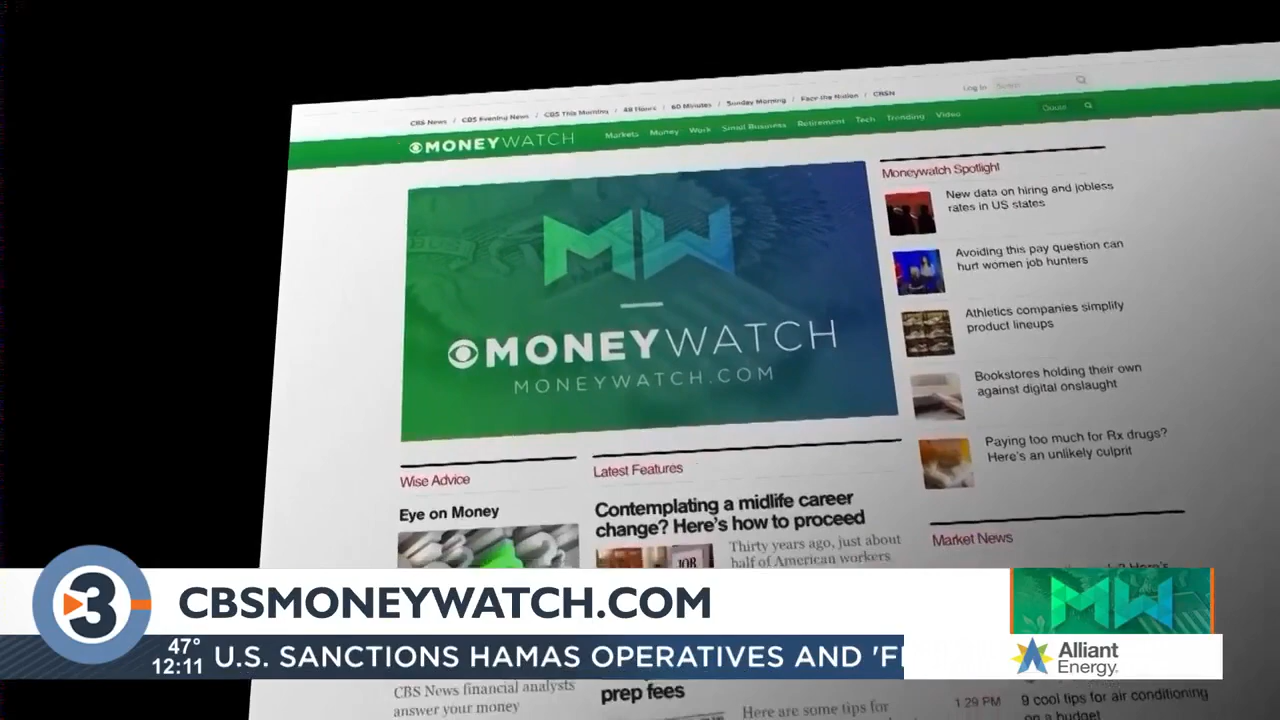 CBS News / CBS Evening News / CBS This Morning / 48 Hours / 60 Minutes / Sunday Morning / Face the Nation / CBSN
Log In
Search
MONEYWATCH
Markets Money Work Small Business Retirement Tech Trending Video
Quote
MW
MONEYWATCH
MONEYWATCH.COM
Moneywatch Spotlight
New data on hiring and jobless
rates in US states
Avoiding this pay question can
hurt women job hunters
Athletics companies simplify
product lineups
Bookstores holding their own
against digital onslaught
Paying too much for Rx drugs?
Here's an unlikely culprit
Wise Advice
Eye on Money
Latest Features
Contemplating a midlife career
change? Here's how to proceed
JOB
Thirty years ago, just about
half of American workers
Market News
3
CBSMONEYWATCH.COM
MW
47°
12:11
U.S. SANCTIONS HAMAS OPERATIVES AND 'F
Alliant
Energy
CBS News financial analysts
answer your money
prep fees
Here are some tips for
1:29 PM
9 cool tips for air conditioning
on a budget